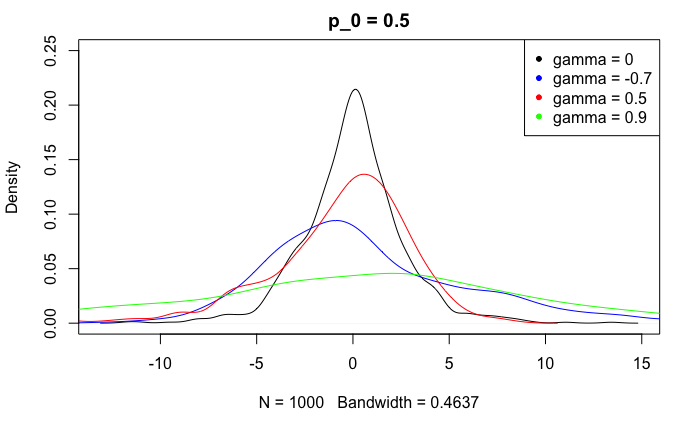 p_0 = 0.5
gamma = 0
gamma = -0.7
gamma = 0.5
gamma = 0.9
Density
0.25
0.20
0.15
0.10
0.05
0.00
-10 -5 0 5 10 15
N = 1000 Bandwidth = 0.4637